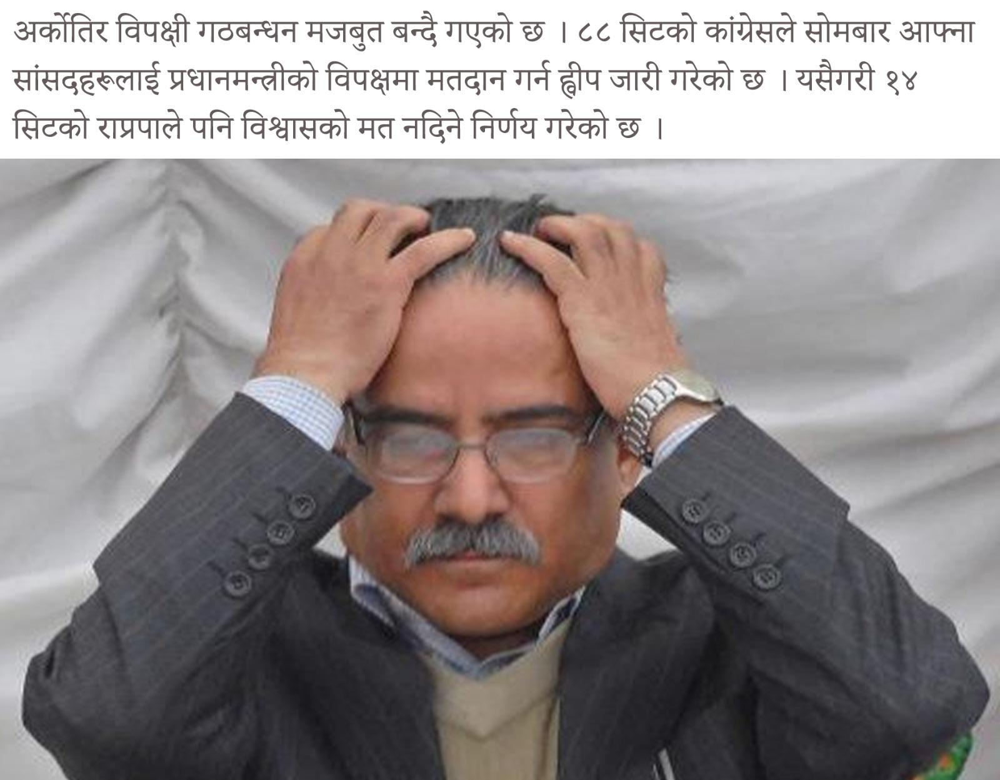 अर्कोतिर विपक्षी गठबन्धन मजबुत बन्दै गएको छ । ८८ सिटको कांग्रेसले सोमबार आफ्ना
सांसदहरूलाई प्रधानमन्त्रीको विपक्षमा मतदान गर्न ह्वीप जारी गरेको छ । यसैगरी १४
सिटको राप्रपाले पनि विश्वासको मत नदिने निर्णय गरेको छ ।